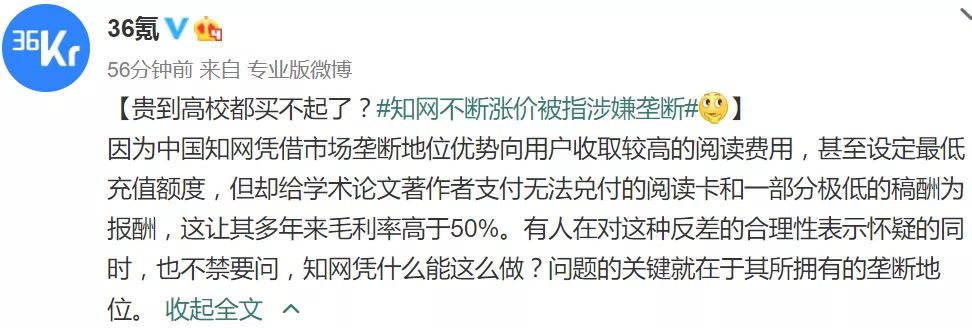 36Kr
36氪
56分钟前 来自 专业版微博
【贵到高校都买不起了？#知网不断涨价被指涉嫌垄断#】
因为中国知网凭借市场垄断地位优势向用户收取较高的阅读费用，甚至设定最低
充值额度，但却给学术论文著作者支付无法兑付的阅读卡和一部分极低的稿酬为
报酬，这让其多年来毛利率高于50%。有人在对这种反差的合理性表示怀疑的同
时，也不禁要问，知网凭什么能这么做？问题的关键就在于其所拥有的垄断地
位。 收起全文